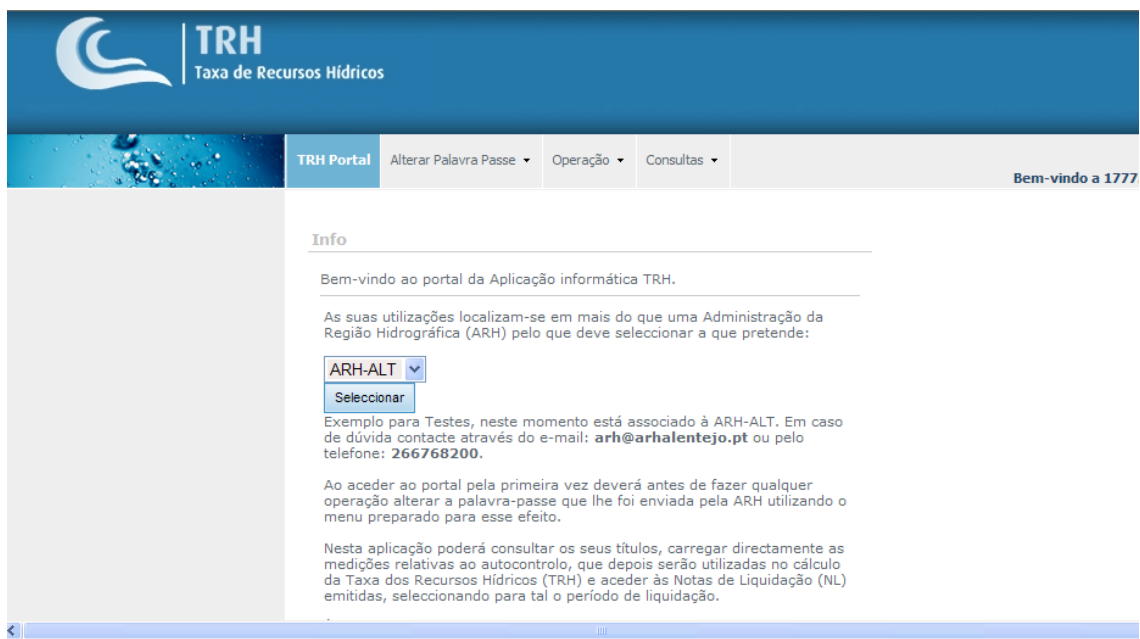 TRH
Taxa de Recursos Hídricos
TRH Portal Alterar Palavra Passe Operação Consultas
Bem-vindo a 1777
Info
Bem-vindo ao portal da Aplicação informática TRH.
As suas utilizações localizam-se em mais do que uma Administração da
Região Hidrográfica (ARH) pelo que deve seleccionar a que pretende:
ARH-ALT
Seleccionar
Exemplo para Testes, neste momento está associado à ARH-ALT. Em caso
de dúvida contacte através do e-mail: arh@arhalentejo.pt ou pelo
telefone: 266768200.
Ao aceder ao portal pela primeira vez deverá antes de fazer qualquer
operação alterar a palavra-passe que lhe foi enviada pela ARH utilizando o
menu preparado para esse efeito.
Nesta aplicação poderá consultar os seus títulos, carregar directamente as
medições relativas ao autocontrolo, que depois serão utilizadas no cálculo
da Taxa dos Recursos Hídricos (TRH) e aceder às Notas de Liquidação (NL)
emitidas, seleccionando para tal o período de liquidação.